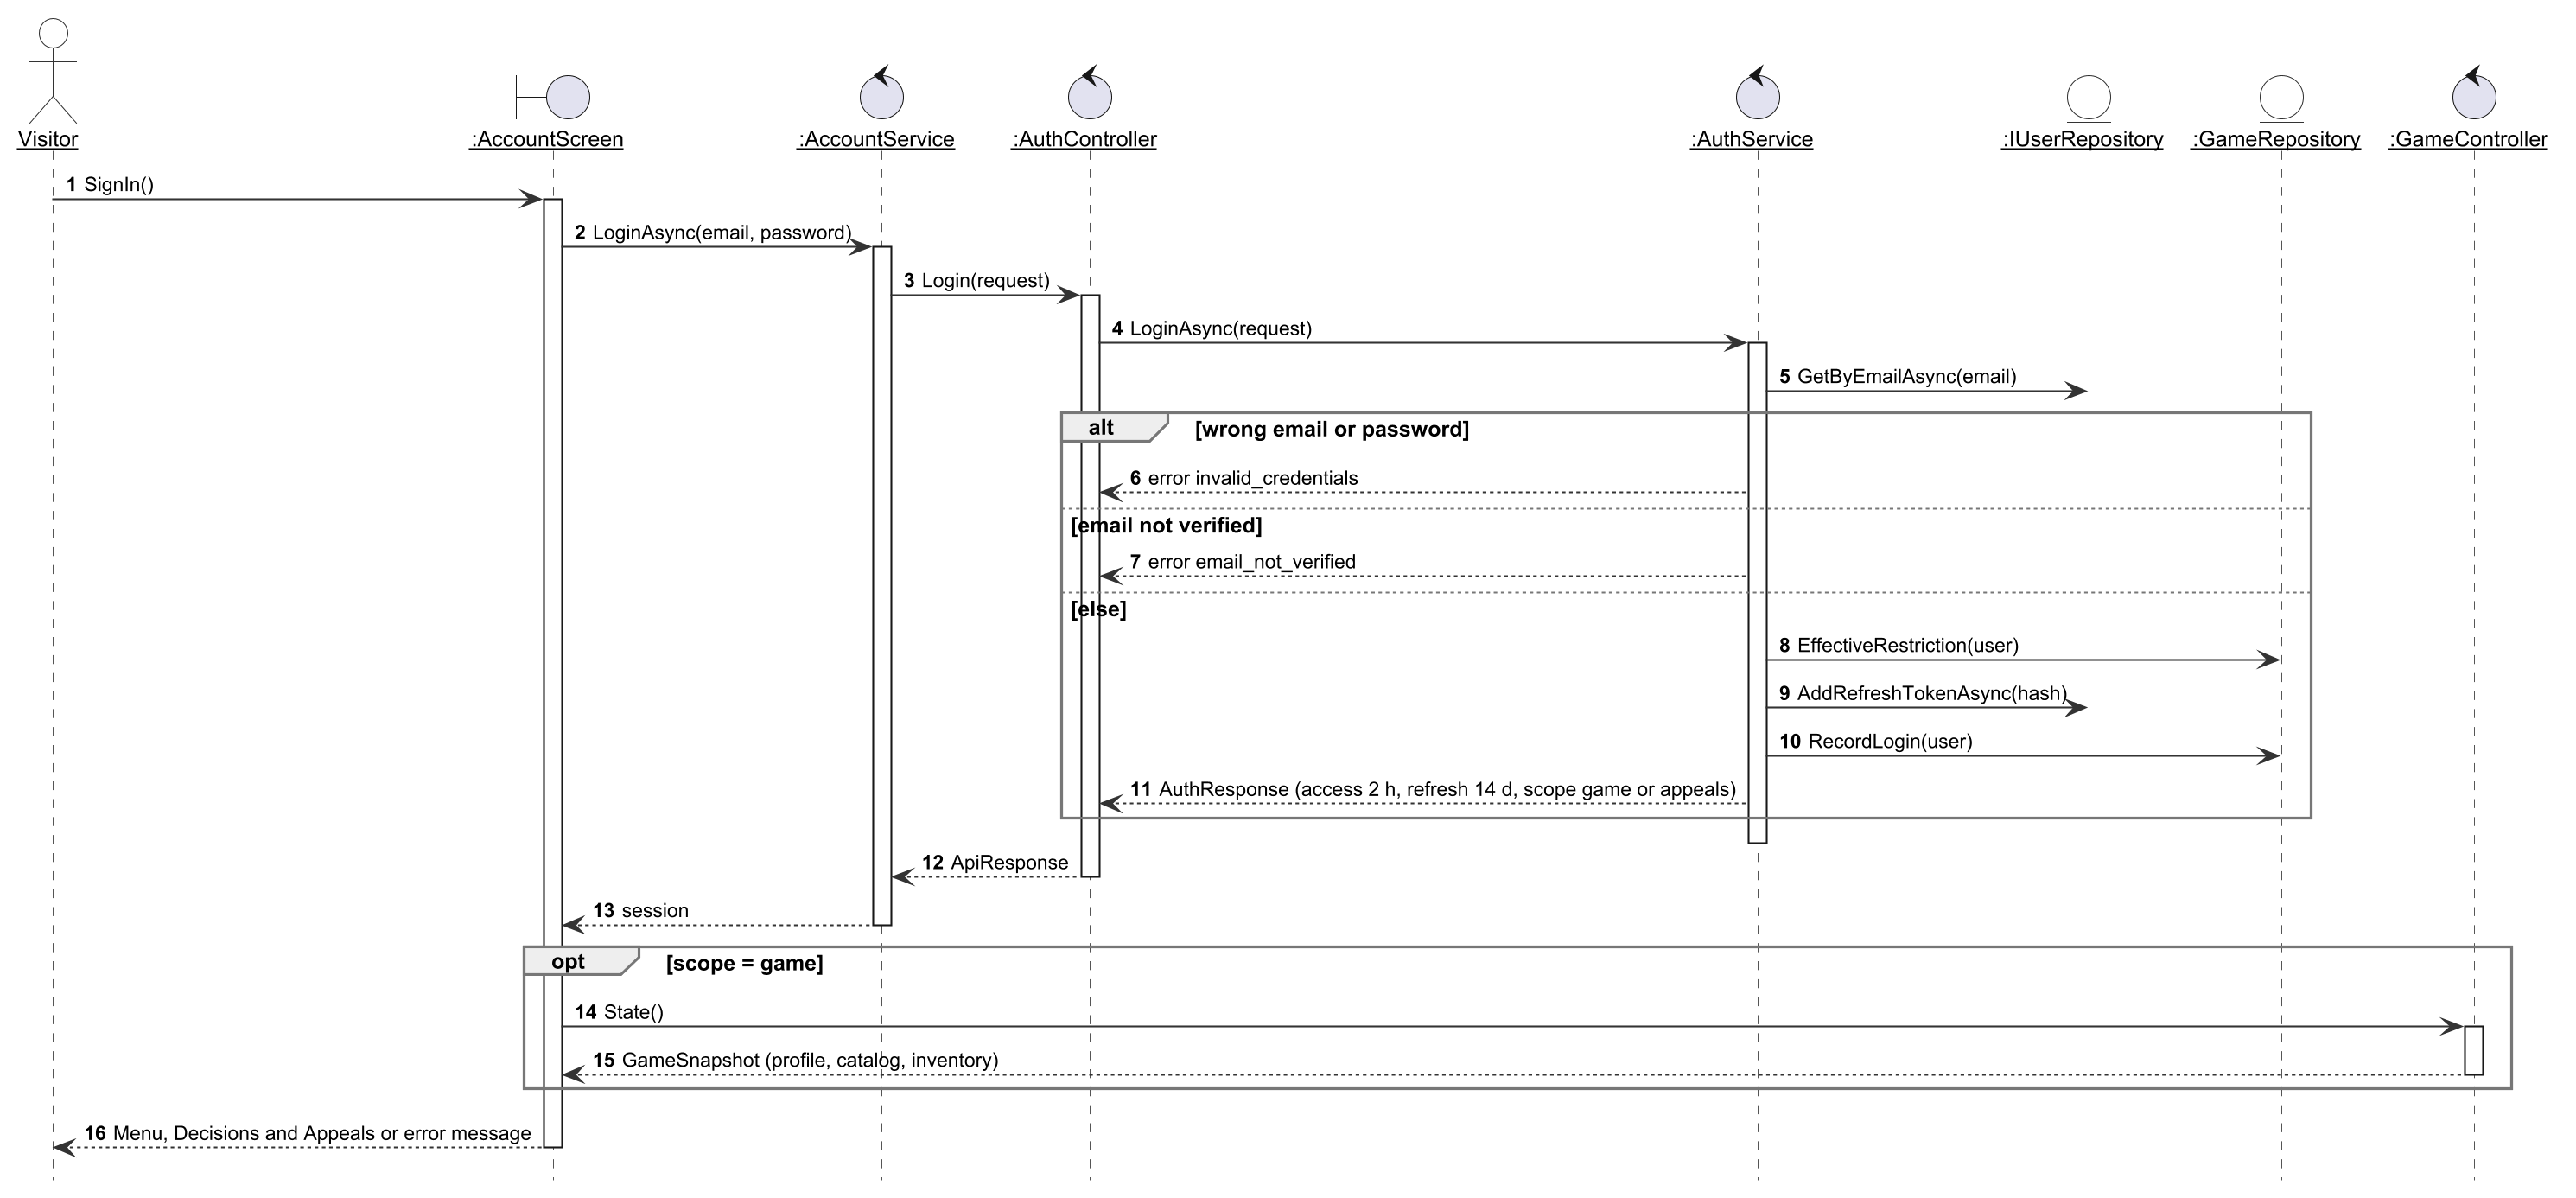 Visitor
:AccountScreen
:AccountService
:AuthController
:AuthService
:IUserRepository
:GameRepository
:GameController
1 SignIn()
2 LoginAsync(email, password)
3 Login(request)
4 LoginAsync(request)
5 GetByEmailAsync(email)
alt [wrong email or password]
6 error invalid_credentials
[email not verified]
7 error email_not_verified
[else]
8 EffectiveRestriction(user)
9 AddRefreshTokenAsync(hash)
10 RecordLogin(user)
11 AuthResponse (access 2 h, refresh 14 d, scope game or appeals)
12 ApiResponse
13 session
opt [scope = game]
14 State()
15 GameSnapshot (profile, catalog, inventory)
16 Menu, Decisions and Appeals or error message